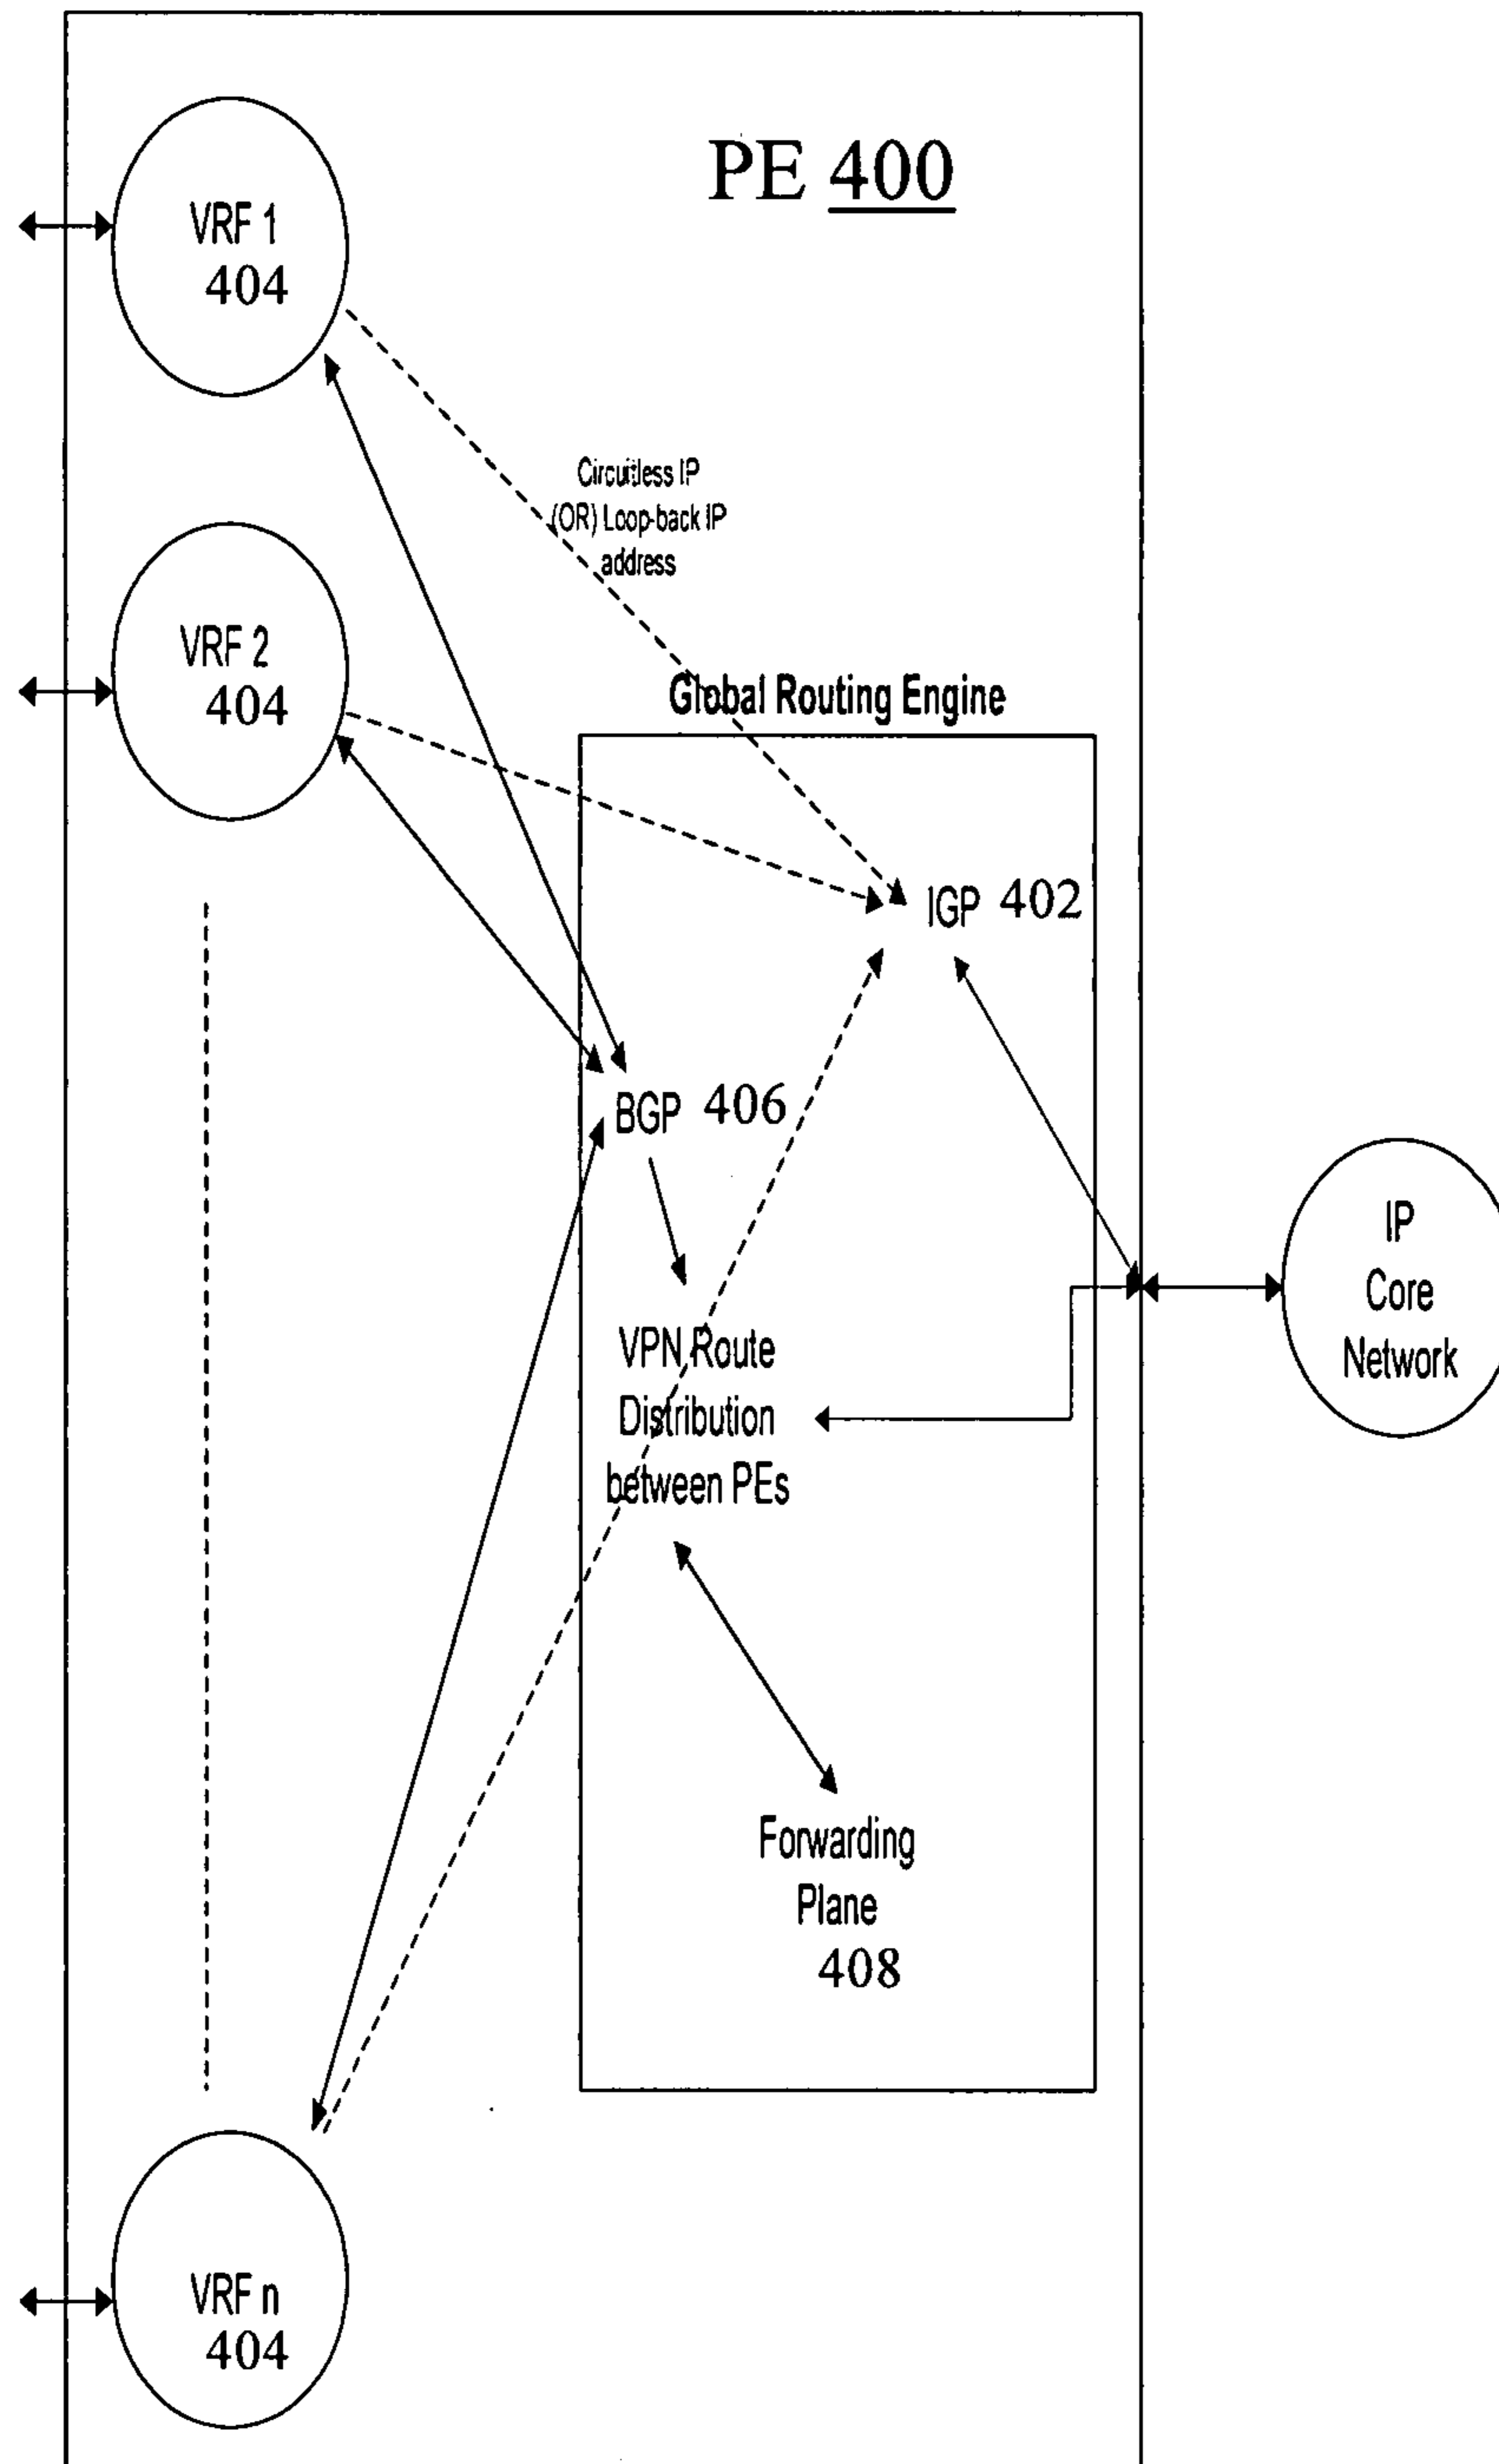 PE 400
VRF 1
404
Circuitless IP
(OR) Loop-back IP
address
VRF 2
404
Global Routing Engine
IGP 402
BGP 406
IP
Core
Network
VPN Route
Distribution
between PEs
Forwarding
Plane
408
VRF n
404